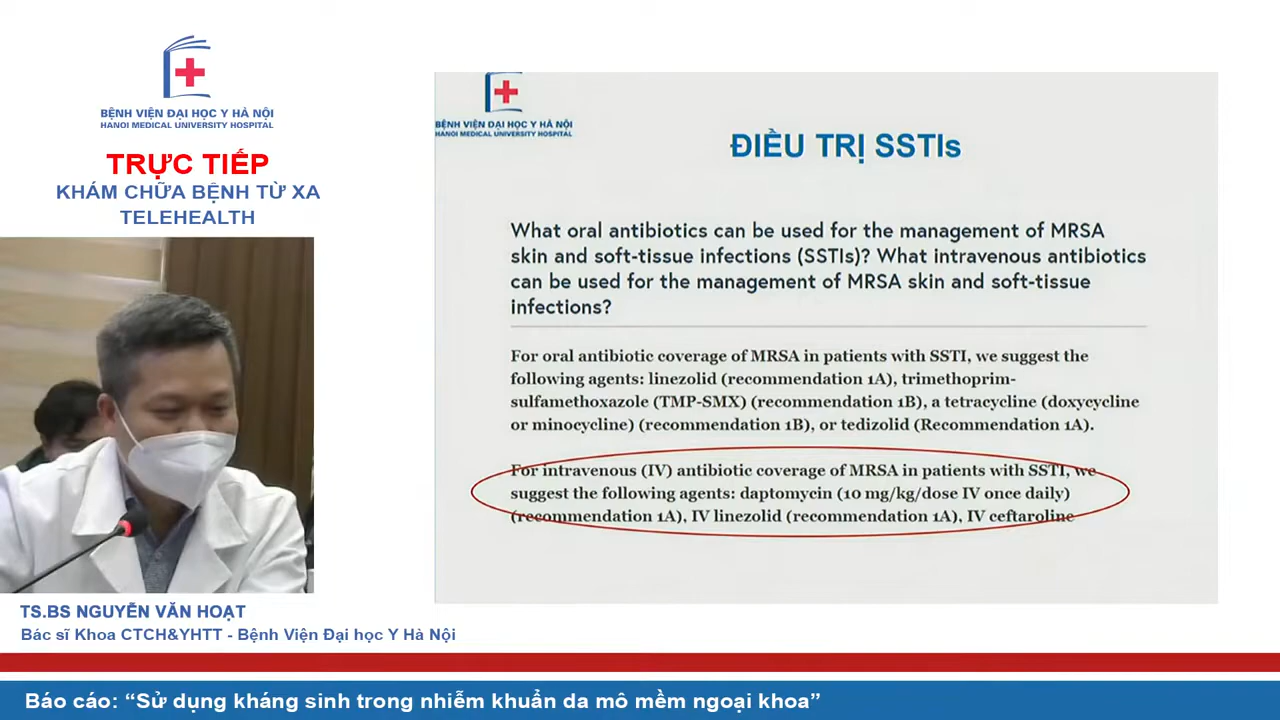 BỆNH VIỆN ĐẠI HỌC Y HÀ NỘI
HANOI MEDICAL UNIVERSITY HOSPITAL
TRỰC TIẾP
KHÁM CHỮA BỆNH TỪ XA
TELEHEALTH
BỆNH VIỆN ĐẠI HỌC Y HÀ NỘI
HANOI MEDICAL UNIVERSITY HOSPITAL
ĐIỀU TRỊ SSTIs
What oral antibiotics can be used for the management of MRSA
skin and soft-tissue infections (SSTIs)? What intravenous antibiotics
can be used for the management of MRSA skin and soft-tissue
infections?
For oral antibiotic coverage of MRSA in patients with SSTI, we suggest the
following agents: linezolid (recommendation 1A), trimethoprim-
sulfamethoxazole (TMP-SMX) (recommendation 1B), a tetracycline (doxycycline
or minocycline) (recommendation 1B), or tedizolid (Recommendation 1A).
For intravenous (IV) antibiotic coverage of MRSA in patients with SSTI, we
suggest the following agents: daptomycin (10 mg/kg/dose IV once daily)
(recommendation 1A), IV linezolid (recommendation 1A), IV ceftaroline
TS.BS NGUYỄN VĂN HOẠT
Bác sĩ Khoa CTCH&YHTT - Bệnh Viện Đại học Y Hà Nội
Báo cáo: “Sử dụng kháng sinh trong nhiễm khuẩn da mô mềm ngoại khoa”